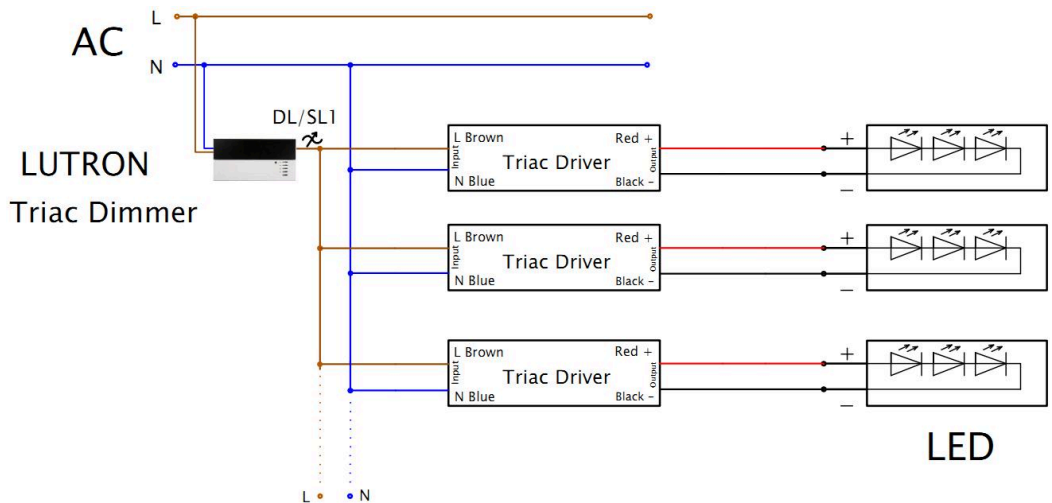 L
AC
N
DL/SL1
LUTRON
Triac Dimmer
L Brown
Red +
Input
Triac Driver
Output
N Blue
Black -
+
−
L Brown
Red +
Input
Triac Driver
Output
N Blue
Black -
+
−
L Brown
Red +
Input
Triac Driver
Output
N Blue
Black -
+
−
LED
L
N